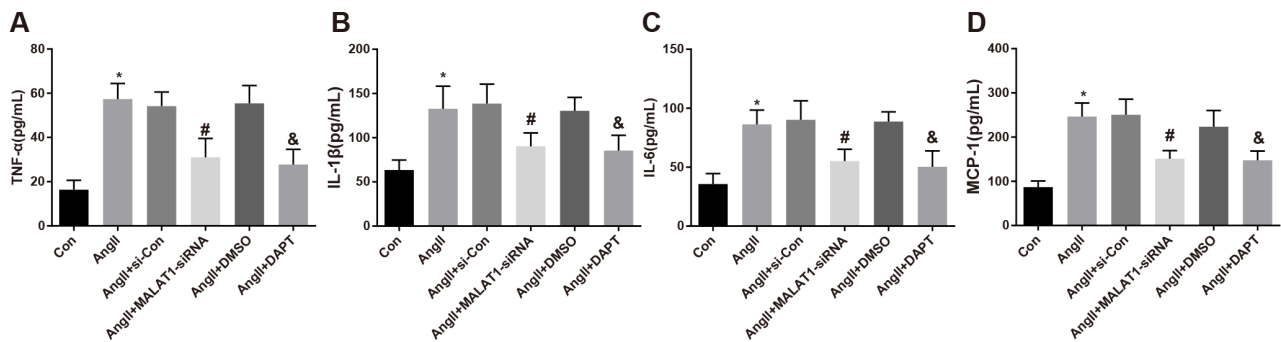 A
TNF-α(pg/mL)
80
60
40
20
0
*
#
&
Con
AngII
AngII+si-Con
AngII+MALAT1-siRNA
AngII+DMSO
AngII+DAPT
B
IL-1β(pg/mL)
200
150
100
50
0
*
#
&
Con
AngII
AngII+si-Con
AngII+MALAT1-siRNA
AngII+DMSO
AngII+DAPT
C
IL-6(pg/mL)
150
100
50
0
*
#
&
Con
AngII
AngII+si-Con
AngII+MALAT1-siRNA
AngII+DMSO
AngII+DAPT
D
MCP-1(pg/mL)
400
300
200
100
0
*
#
&
Con
AngII
AngII+si-Con
AngII+MALAT1-siRNA
AngII+DMSO
AngII+DAPT